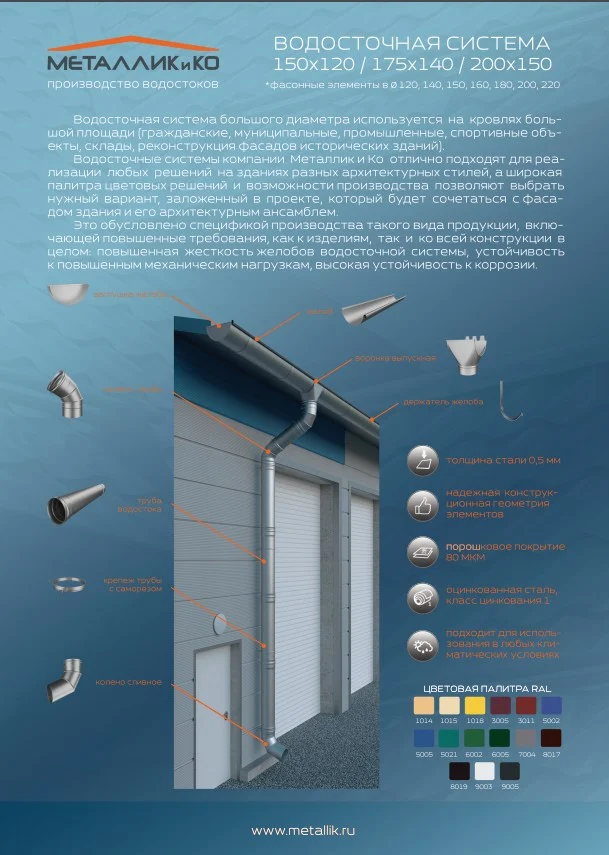 МЕТАЛЛИК и КО
производство водостоков
ВОДОСТОЧНАЯ СИСТЕМА
150х120 / 175х140 / 200х150
*фасонные элементы в ø 120, 140, 150, 160, 180, 200, 220
Водосточная система большого диаметра используется на кровлях боль-
шой площади (гражданские, муниципальные, промышленные, спортивные объ-
екты, склады, реконструкция фасадов исторических зданий).
Водосточные системы компании Металлик и Ко отлично подходят для реа-
лизации любых решений на зданиях разных архитектурных стилей, а широкая
палитра цветовых решений и возможности производства позволяют выбрать
нужный вариант, заложенный в проекте, который будет сочетаться с фаса-
дом здания и его архитектурным ансамблем.
Это обусловлено спецификой производства такого вида продукции, вклю-
чающей повышенные требования, как к изделиям, так и ко всей конструкции в
целом: повышенная жесткость желобов водосточной системы, устойчивость
к повышенным механическим нагрузкам, высокая устойчивость к коррозии.
заглушка желоба
желоб
воронка выпускная
держатель желоба
труба
водостока
крепеж трубы
с саморезом
колено сливное
толщина стали 0,5 мм
надежная конструк-
ционная геометрия
элементов
порошковое покрытие
80 МКМ
оцинкованная сталь,
класс цинкования 1
подходит для исполь-
зования в любых кли-
матических условиях
ЦВЕТОВАЯ ПАЛИТРА RAL
1014 1015 1018 3005 3011 5002
5005 5021 6002 6005 7004 8017
8019 9003 9005
www.metallik.ru